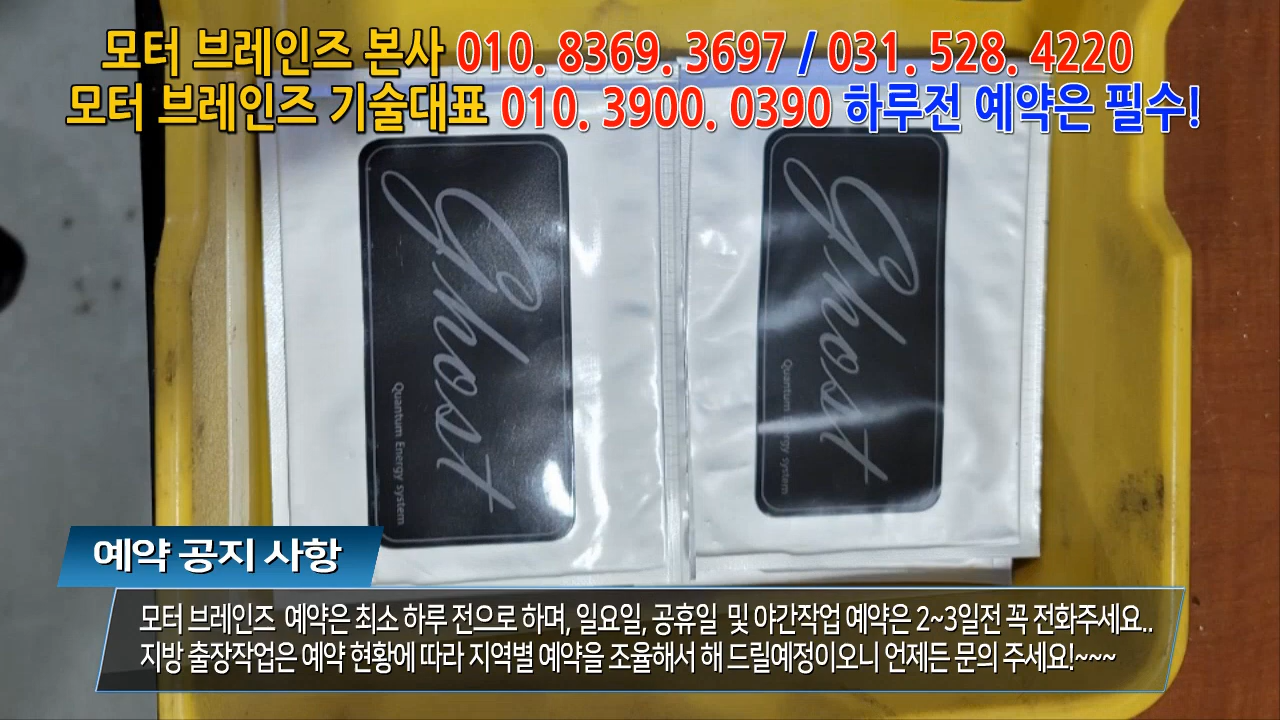 모터 브레인즈 본사 010. 8369. 3697 / 031. 528. 4220
모터 브레인즈 기술대표 010. 3900. 0390 하루전 예약은 필수!
Ghost
Quantum Energy system
Ghost
Quantum Energy system
예약 공지 사항
모터 브레인즈 예약은 최소 하루 전으로 하며, 일요일, 공휴일 및 야간작업 예약은 2~3일전 꼭 전화주세요..
지방 출장작업은 예약 현황에 따라 지역별 예약을 조율해서 해 드릴예정이오니 언제든 문의 주세요!~~~